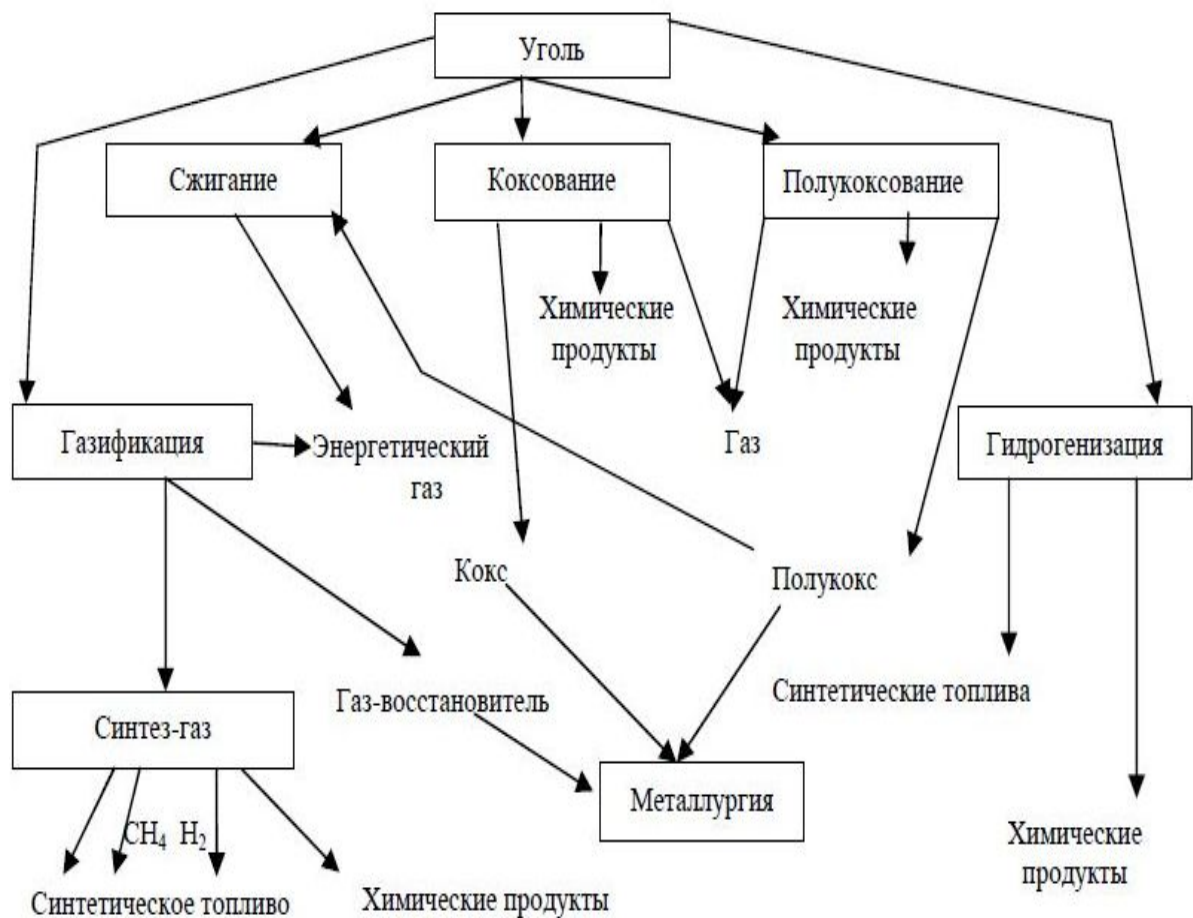 Уголь
Сжигание
Коксование
Полукоксование
Химические
продукты
Химические
продукты
Газификация
Энергетический
газ
Газ
Гидрогенизация
Кокс
Полукокс
Синтез-газ
Газ-восстановитель
Синтетические топлива
Металлургия
CH₄ H₂
Химические
продукты
Синтетическое топливо
Химические продукты